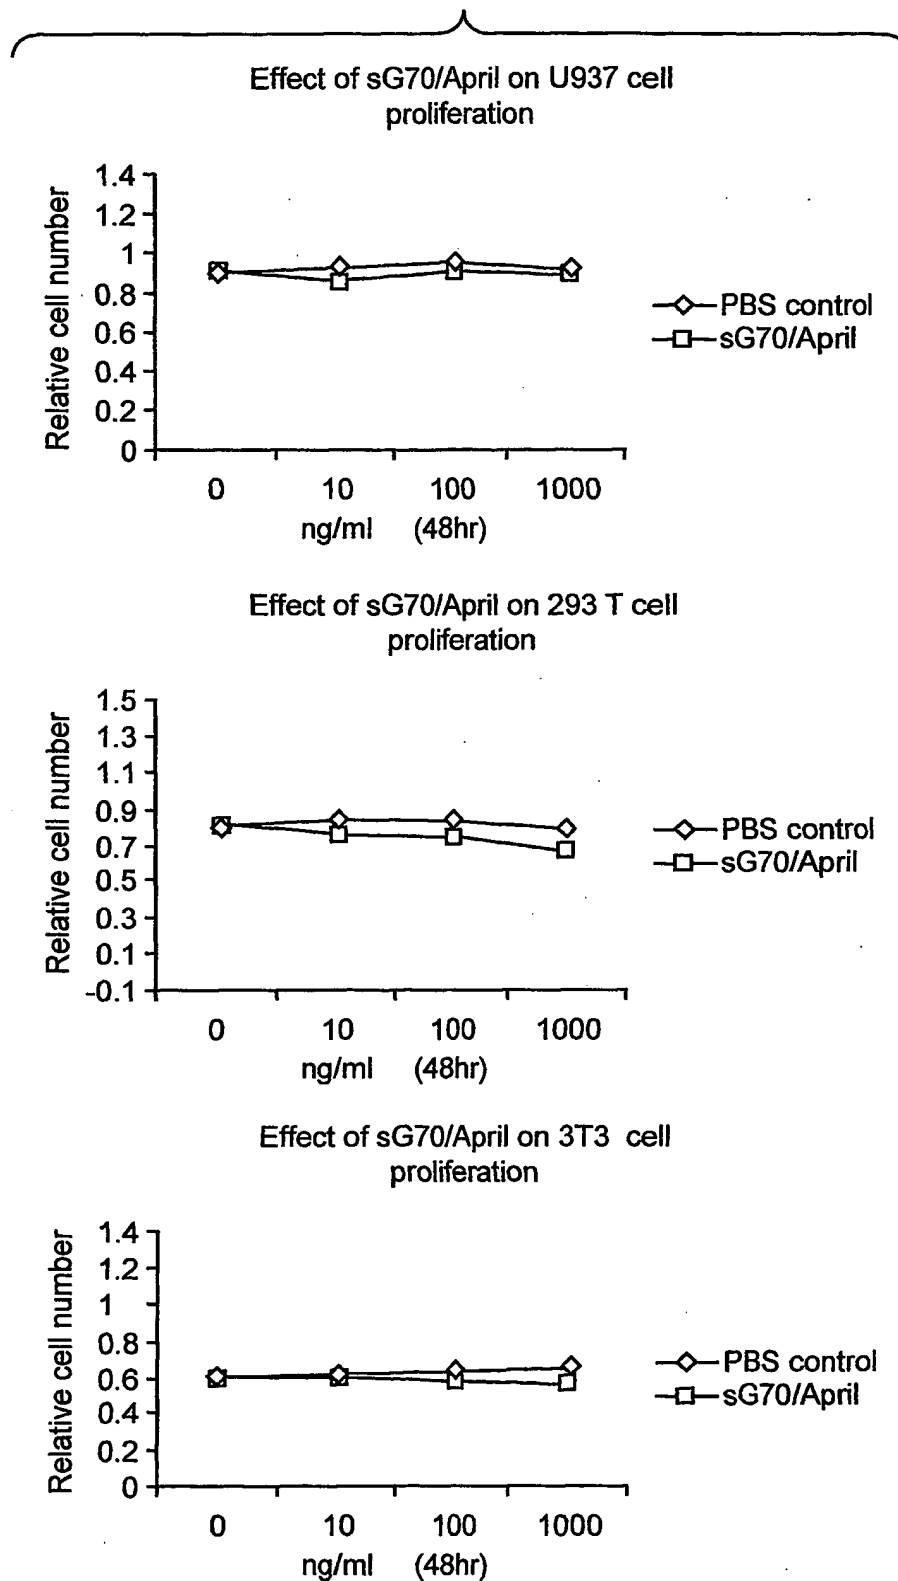 Effect of sG70/April on U937 cell
proliferation
Relative cell number
1.4
1.2
1
0.8
0.6
0.4
0.2
0
PBS control
sG70/April
0 10 100 1000
ng/ml (48hr)
Effect of sG70/April on 293 T cell
proliferation
Relative cell number
1.5
1.3
1.1
0.9
0.7
0.5
0.3
0.1
-0.1
PBS control
sG70/April
0 10 100 1000
ng/ml (48hr)
Effect of sG70/April on 3T3 cell
proliferation
Relative cell number
1.4
1.2
1
0.8
0.6
0.4
0.2
0
PBS control
sG70/April
0 10 100 1000
ng/ml (48hr)